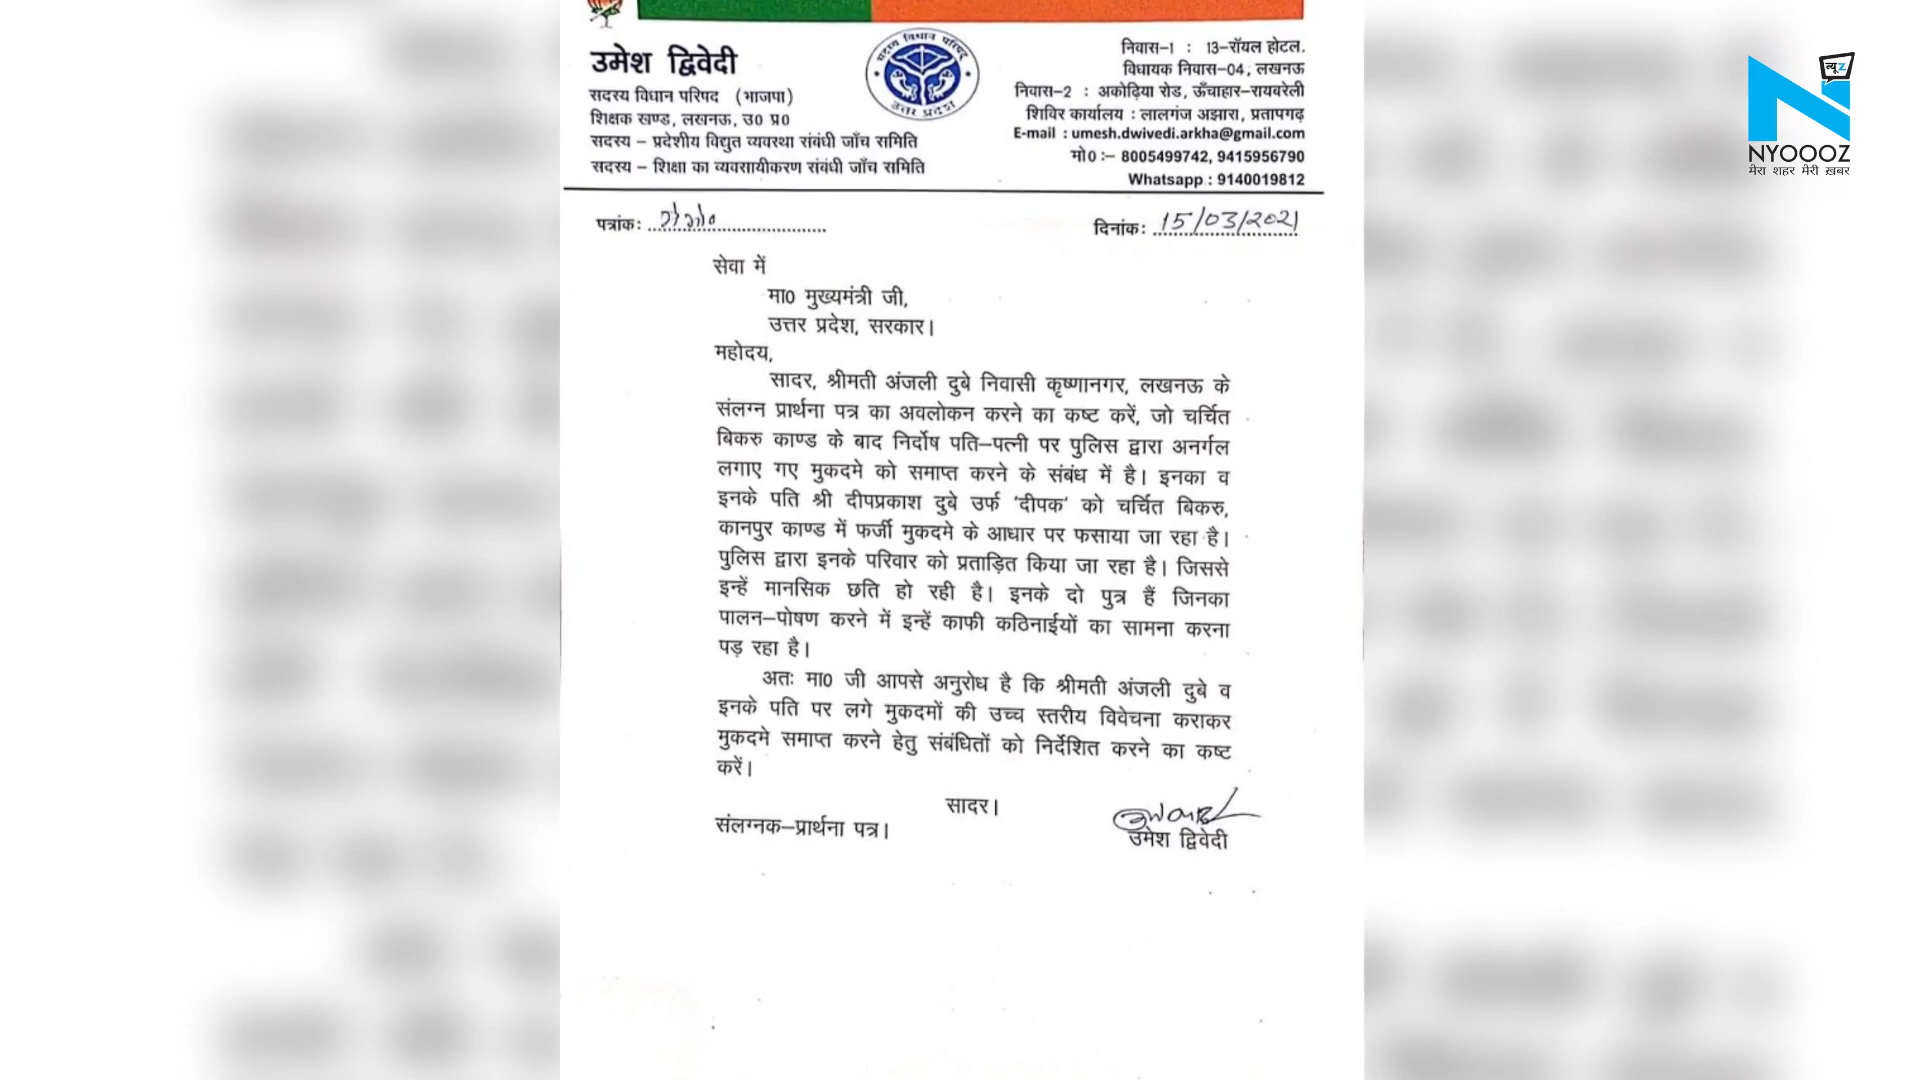 उमेश द्विवेदी
सदस्य विधान परिषद (भाजपा)
शिक्षक खण्ड, लखनऊ, उ0 प्र0
सदस्य – प्रदेशीय विद्युत व्यवस्था संबंधी जाँच समिति
सदस्य – शिक्षा का व्यवसायीकरण संबंधी जाँच समिति
सदस्य विधान परिषद
उत्तर प्रदेश
निवास–1 : 13–रॉयल होटल.
विधायक निवास–04; लखनऊ
निवास–2 : अकोढ़िया रोड, ऊँचाहार–रायबरेली
शिविर कार्यालय : लालगंज अझारा, प्रतापगढ़
E-mail : umesh.dwivedi.arkha@gmail.com
मो0 :– 8005499742, 9415956790
Whatsapp : 9140019812
पत्रांक:
दिनांक: 15/03/2021
सेवा में
मा0 मुख्यमंत्री जी,
उत्तर प्रदेश, सरकार।
महोदय,
सादर, श्रीमती अंजली दुबे निवासी कृष्णानगर, लखनऊ के
संलग्न प्रार्थना पत्र का अवलोकन करने का कष्ट करें, जो चर्चित
बिकरु काण्ड के बाद निर्दोष पति–पत्नी पर पुलिस द्वारा अनर्गल
लगाए गए मुकदमे को समाप्त करने के संबंध में है। इनका व
इनके पति श्री दीपप्रकाश दुबे उर्फ 'दीपक' को चर्चित बिकरु,
कानपुर काण्ड में फर्जी मुकदमे के आधार पर फसाया जा रहा है।
पुलिस द्वारा इनके परिवार को प्रताड़ित किया जा रहा है। जिससे
इन्हें मानसिक छति हो रही है। इनके दो पुत्र हैं जिनका
पालन–पोषण करने में इन्हें काफी कठिनाईयों का सामना करना
पड़ रहा है।
अतः मा0 जी आपसे अनुरोध है कि श्रीमती अंजली दुबे व
इनके पति पर लगे मुकदमों की उच्च स्तरीय विवेचना कराकर
मुकदमे समाप्त करने हेतु संबंधितों को निर्देशित करने का कष्ट
करें।
सादर।
संलग्नक–प्रार्थना पत्र।
उमेश द्विवेदी
न्यूz
NYOOOZ
मेरा शहर मेरी ख़बर